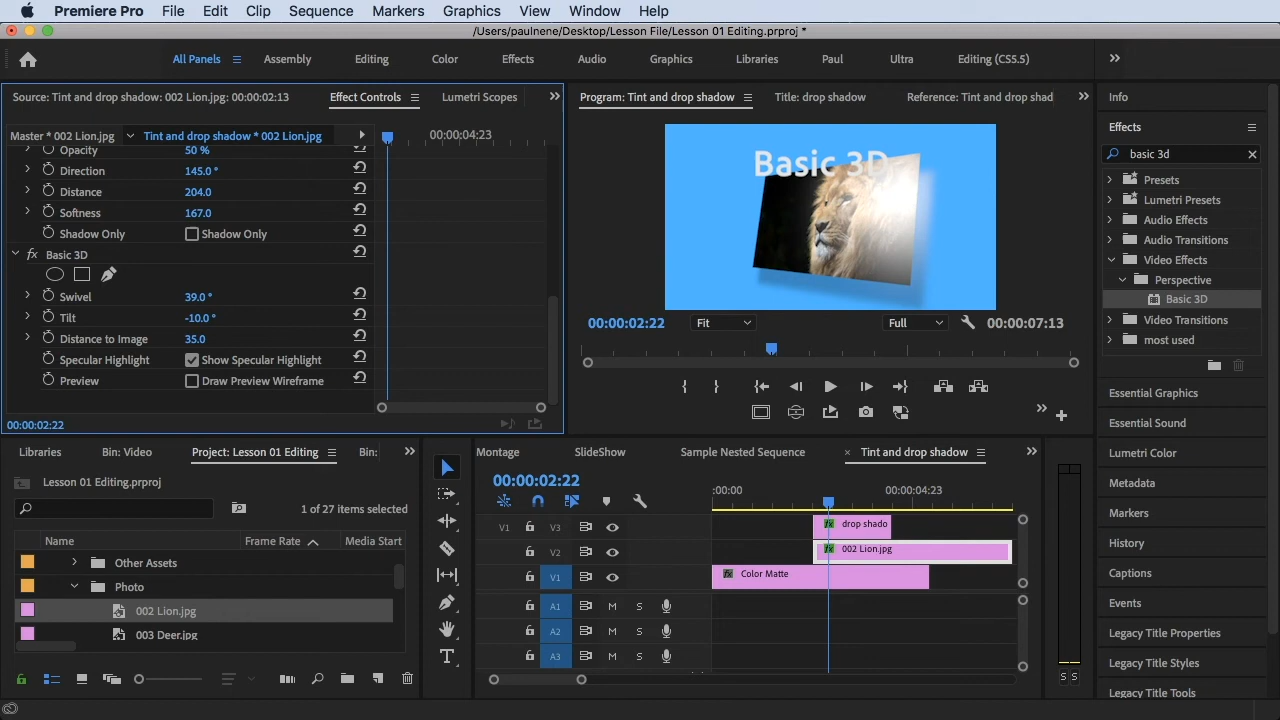 Premiere Pro File Edit Clip Sequence Markers Graphics View Window Help
/Users/paulnene/Desktop/Lesson File/Lesson 01 Editing.prproj *
All Panels Assembly Editing Color Effects Audio Graphics Libraries Paul Ultra Editing (CS5.5)
Source: Tint and drop shadow: 002 Lion.jpg: 00:00:02:13 Effect Controls Lumetri Scopes
Master * 002 Lion.jpg Tint and drop shadow * 002 Lion.jpg 00:00:04:23
Opacity 50 %
Direction 145.0 °
Distance 204.0
Softness 167.0
Shadow Only Shadow Only
fx Basic 3D
Swivel 39.0 °
Tilt -10.0 °
Distance to Image 35.0
Specular Highlight Show Specular Highlight
Preview Draw Preview Wireframe
00:00:02:22
Program: Tint and drop shadow Title: drop shadow Reference: Tint and drop shad
Basic 3D
00:00:02:22 Fit Full 00:00:07:13
Info
Effects
basic 3d
Presets
Lumetri Presets
Audio Effects
Audio Transitions
Video Effects
Perspective
Basic 3D
Video Transitions
most used
Essential Graphics
Essential Sound
Lumetri Color
Metadata
Markers
History
Captions
Events
Legacy Title Properties
Legacy Title Styles
Legacy Title Tools
Libraries Bin: Video Project: Lesson 01 Editing Bin:
Lesson 01 Editing.prproj
1 of 27 items selected
Name Frame Rate Media Start
Other Assets
Photo
002 Lion.jpg
003 Deer.jpg
Montage SlideShow Sample Nested Sequence × Tint and drop shadow
00:00:02:22
:00:00 00:00:04:23
V1 V3 fx drop shado
V2 fx 002 Lion.jpg
V1 fx Color Matte
A1 M S
A2 M S
A3 M S
S S